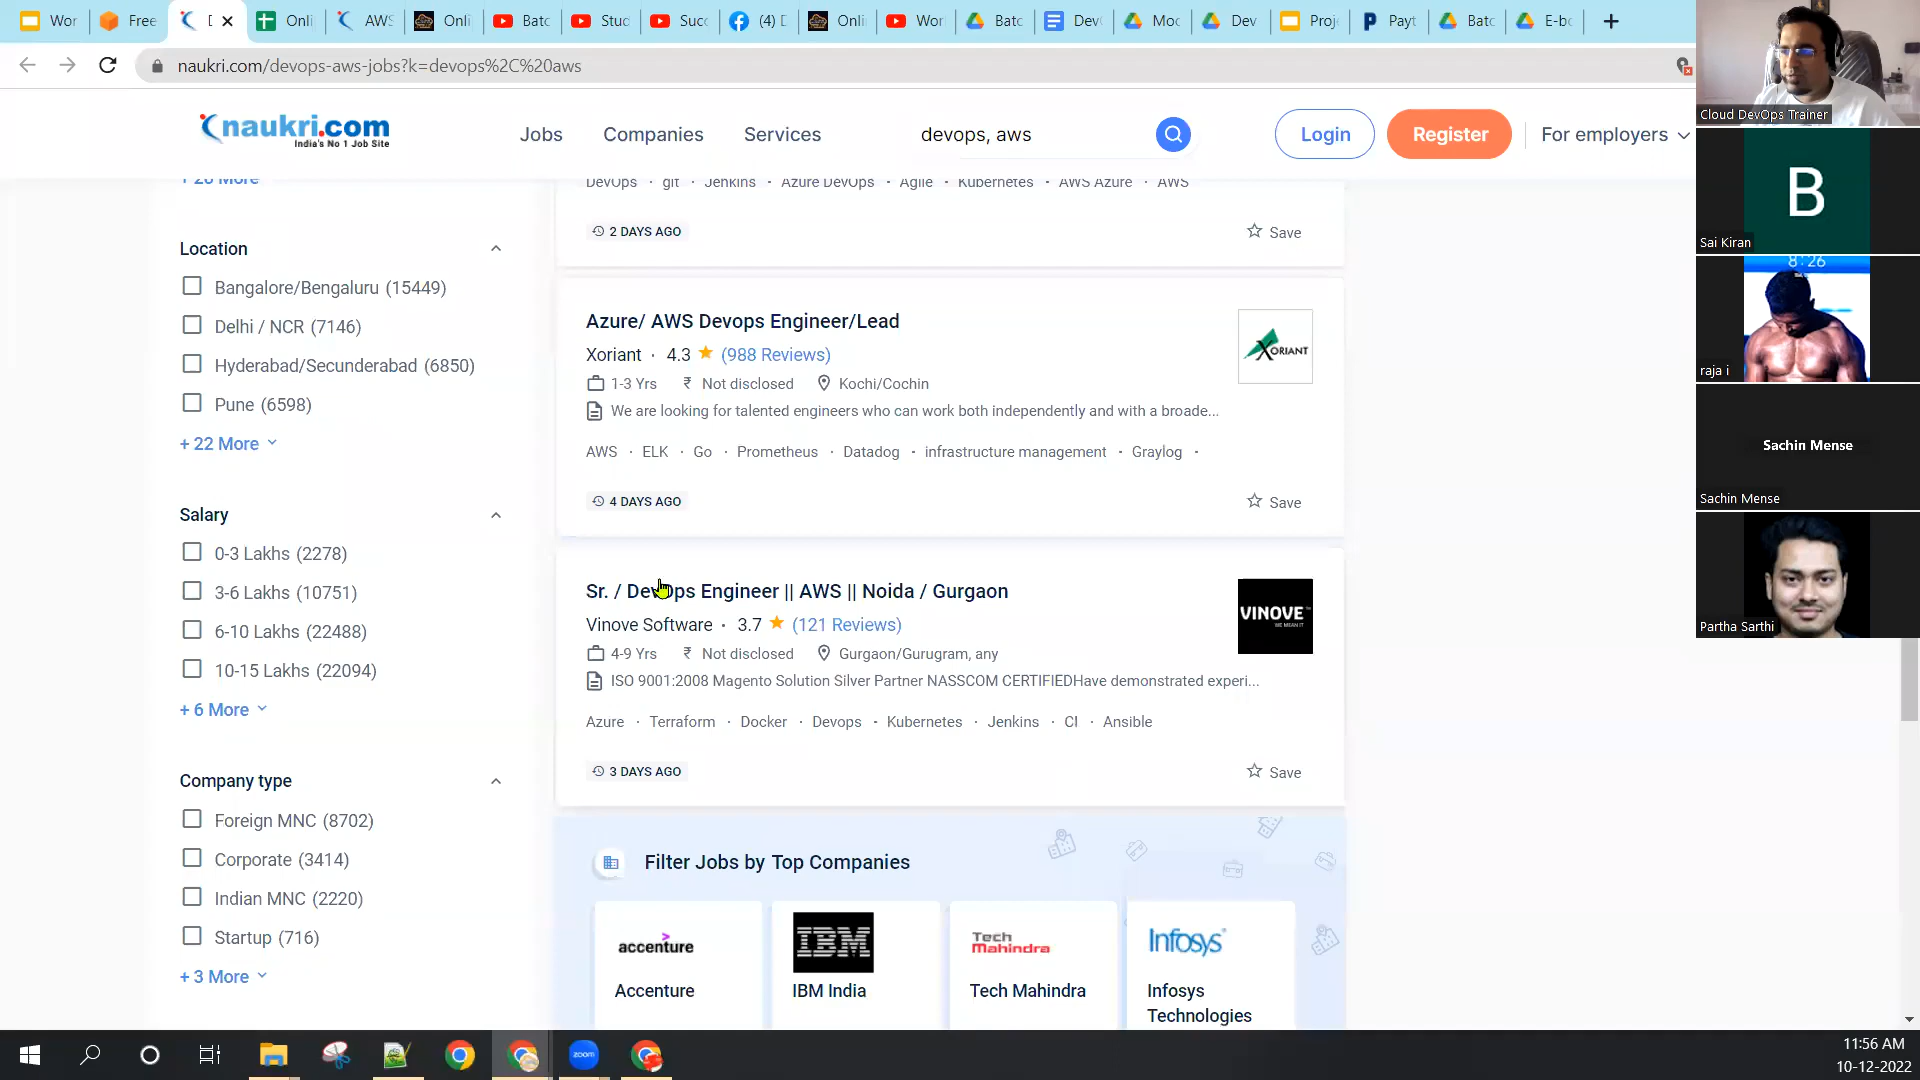 Wor
Free
Onli
AWS
Onli
Batc
Stud
Succ
(4)
Onli
Wor
Batc
Dev
Moc
Dev
Proj
Payt
Batc
E-bo
naukri.com/devops-aws-jobs?k=devops%2C%20aws
naukri.com
India's No 1 Job Site
Jobs
Companies
Services
devops, aws
Login
Register
For employers
Location
Bangalore/Bengaluru (15449)
Delhi / NCR (7146)
Hyderabad/Secunderabad (6850)
Pune (6598)
+ 22 More
Salary
0-3 Lakhs (2278)
3-6 Lakhs (10751)
6-10 Lakhs (22488)
10-15 Lakhs (22094)
+ 6 More
Company type
Foreign MNC (8702)
Corporate (3414)
Indian MNC (2220)
Startup (716)
+ 3 More
DevOps · git · Jenkins · Azure DevOps · Agile · Kubernetes · AWS Azure · AWS
2 DAYS AGO
Save
Azure/ AWS Devops Engineer/Lead
Xoriant · 4.3 ★ (988 Reviews)
1-3 Yrs ₹ Not disclosed Kochi/Cochin
We are looking for talented engineers who can work both independently and with a broade...
AWS · ELK · Go · Prometheus · Datadog · infrastructure management · Graylog ·
4 DAYS AGO
Save
XORIANT
Sr. / DevOps Engineer || AWS || Noida / Gurgaon
Vinove Software · 3.7 ★ (121 Reviews)
4-9 Yrs ₹ Not disclosed Gurgaon/Gurugram, any
ISO 9001:2008 Magento Solution Silver Partner NASSCOM CERTIFIEDHave demonstrated experi...
Azure · Terraform · Docker · Devops · Kubernetes · Jenkins · CI · Ansible
3 DAYS AGO
Save
VINOVE
WE MEAN IT
Filter Jobs by Top Companies
accenture
Accenture
IBM
IBM India
Tech
Mahindra
Tech Mahindra
Infosys
Infosys
Technologies
Cloud DevOps Trainer
B
Sai Kiran
8:26
raja i
Sachin Mense
Sachin Mense
Partha Sarthi
zoom
11:56 AM
10-12-2022